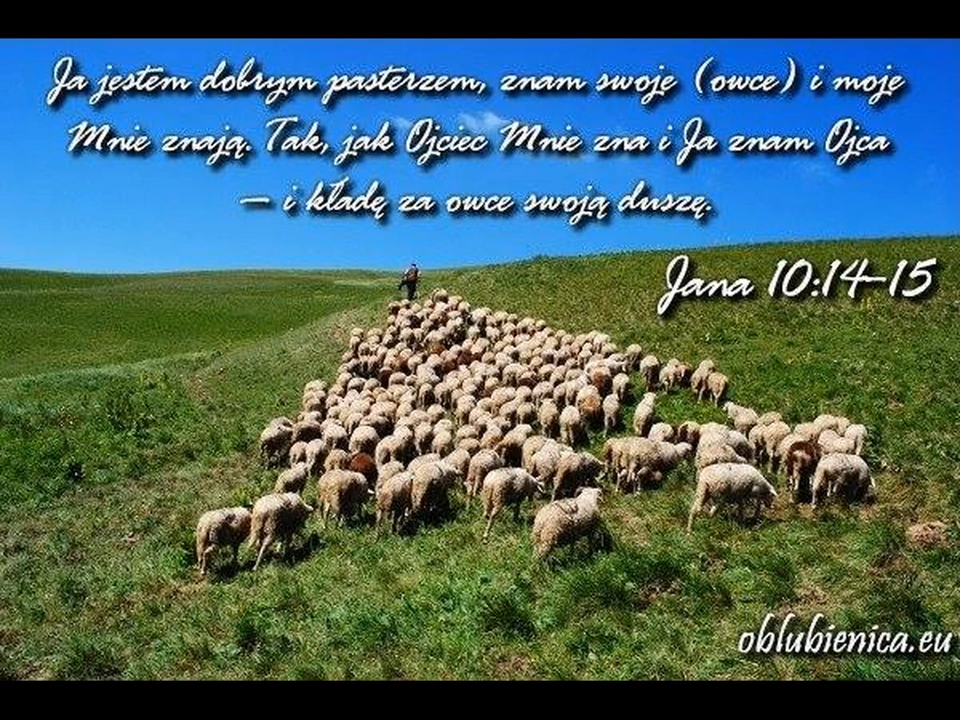 Ja jestem dobrym pasterzem, znam swoje (owce) i moje
Mnie znają. Tak, jak Ojciec Mnie zna i Ja znam Ojca
– i kładę za owce swoją duszę.
Jana 10:14-15
oblubienica.eu